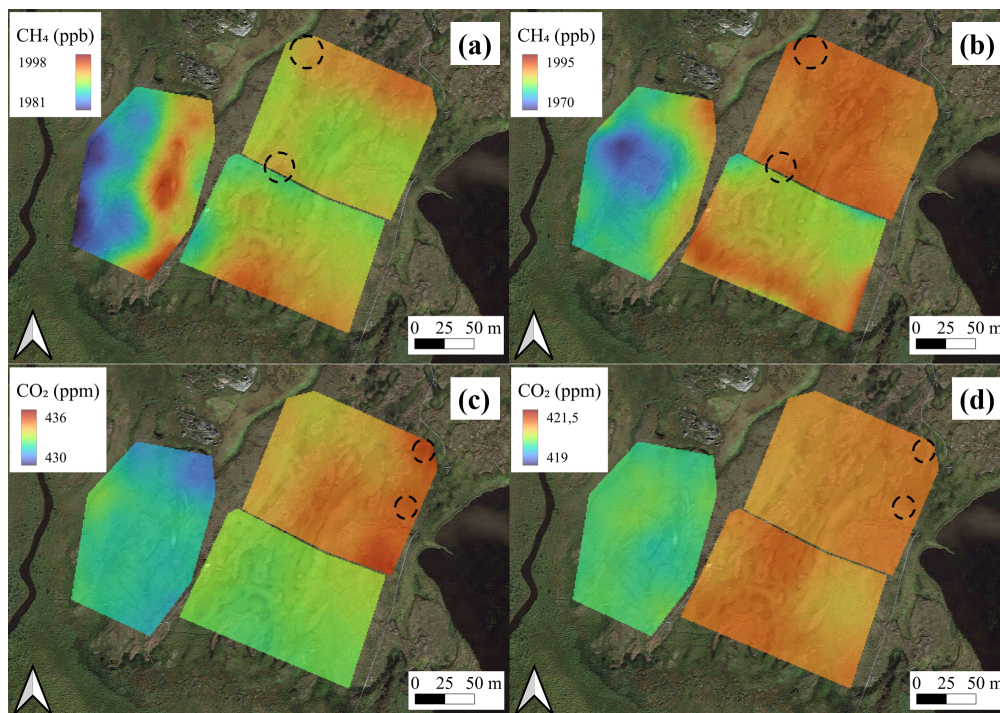 CH₄ (ppb)
1998
1981
(a)
0 25 50 m
CH₄ (ppb)
1995
1970
(b)
0 25 50 m
CO₂ (ppm)
436
430
(c)
0 25 50 m
CO₂ (ppm)
421,5
419
(d)
0 25 50 m